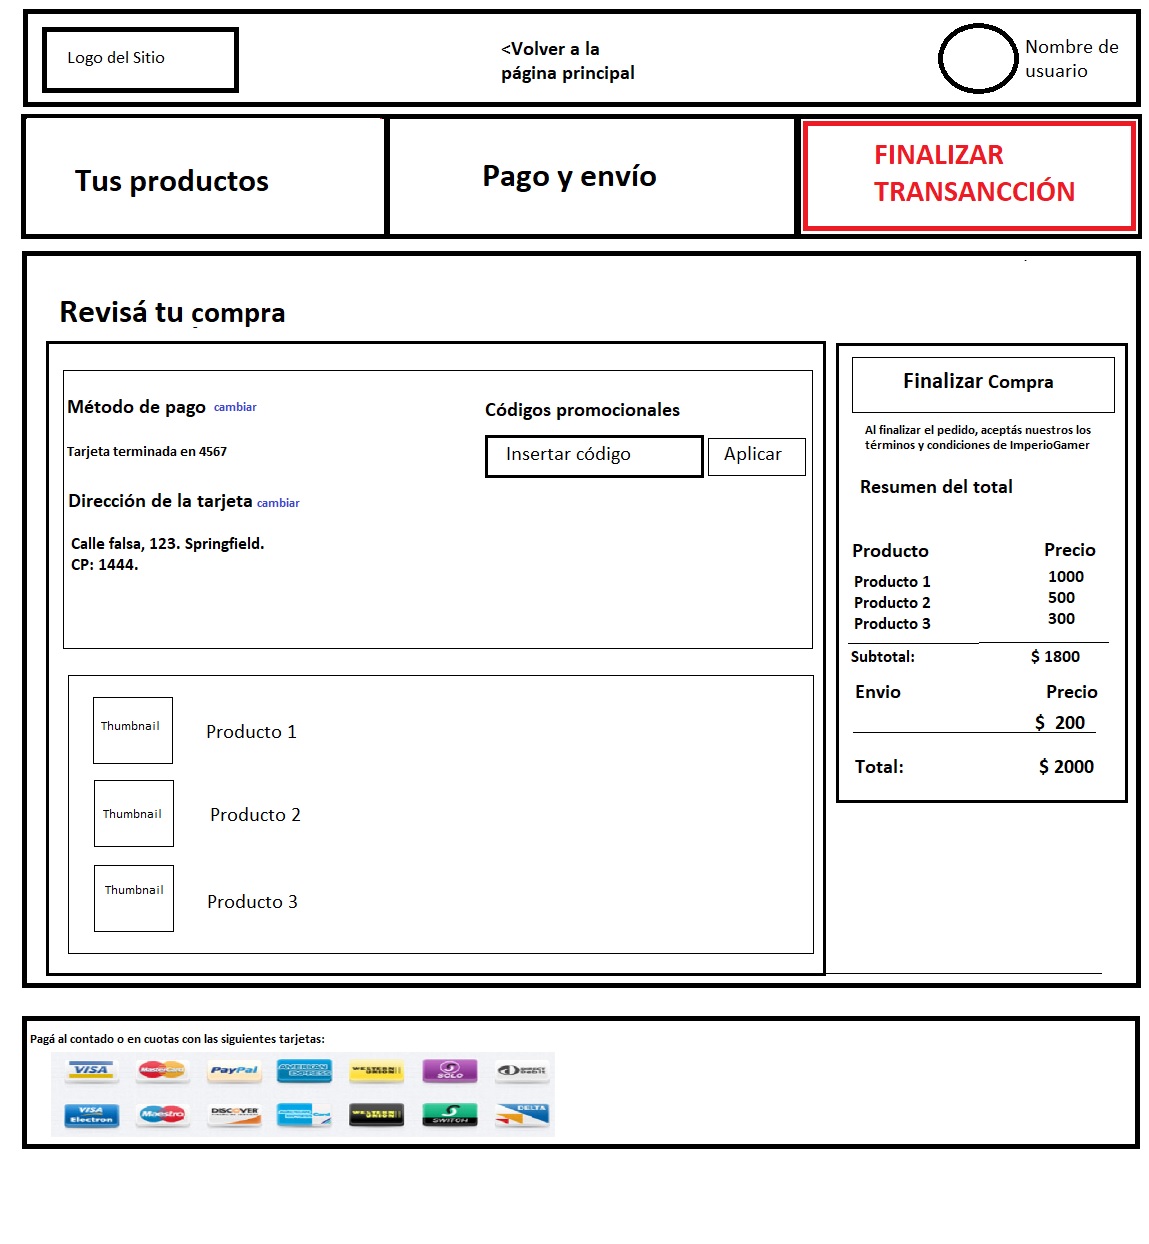 Logo del Sitio
<Volver a la
página principal
Nombre de
usuario
Tus productos
Pago y envío
FINALIZAR
TRANSANCCIÓN
Revisá tu compra
Método de pago cambiar
Tarjeta terminada en 4567
Dirección de la tarjeta cambiar
Calle falsa, 123. Springfield.
CP: 1444.
Códigos promocionales
Insertar código
Aplicar
Thumbnail
Producto 1
Thumbnail
Producto 2
Thumbnail
Producto 3
Finalizar Compra
Al finalizar el pedido, aceptás nuestros los
términos y condiciones de ImperioGamer
Resumen del total
Producto Precio
Producto 1 1000
Producto 2 500
Producto 3 300
Subtotal: $ 1800
Envio Precio
$ 200
Total: $ 2000
Pagá al contado o en cuotas con las siguientes tarjetas:
VISA MasterCard PayPal AMERICAN EXPRESS WESTERN UNION SOLO DIRECT Debit
VISA Electron Maestro DISCOVER WESTERN UNION SWITCH DELTA